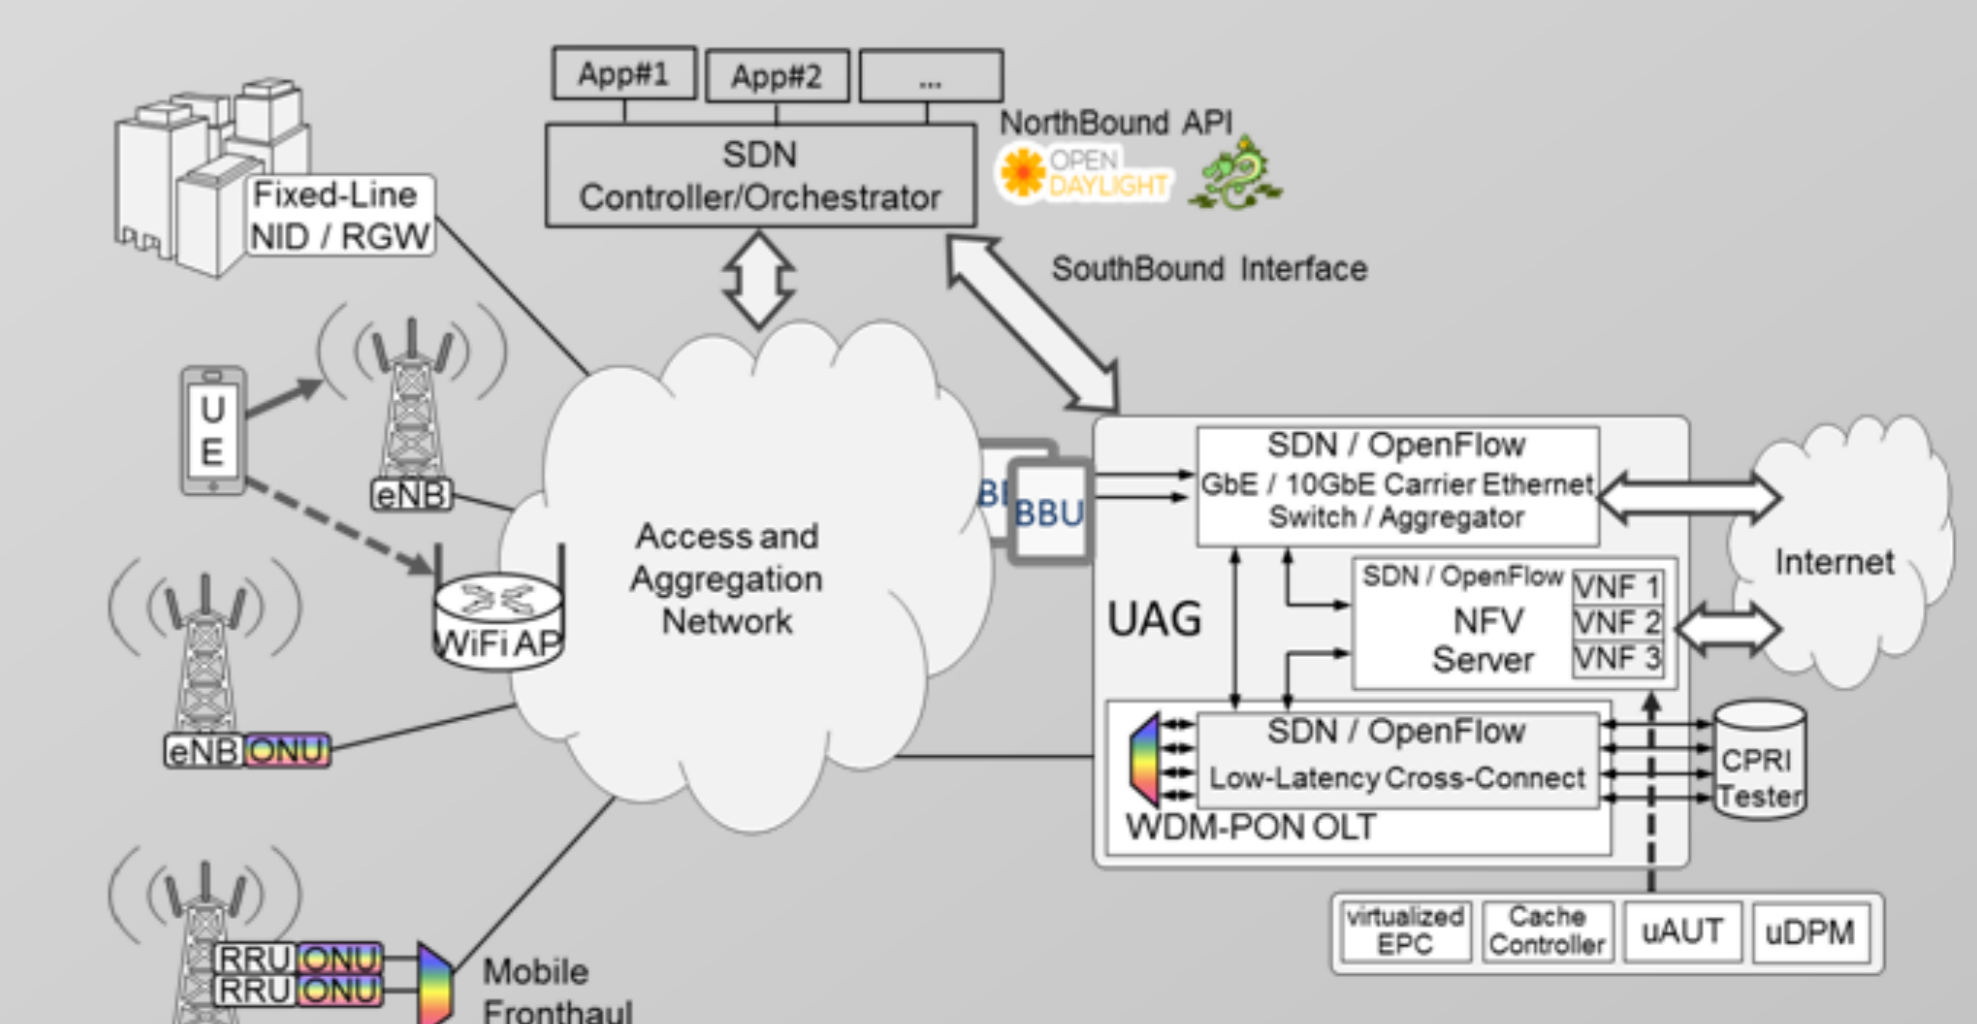 App#1
App#2
...
SDN
Controller/Orchestrator
NorthBound API
OPEN
DAYLIGHT
SouthBound Interface
Fixed-Line
NID / RGW
U
E
eNB
WiFi AP
eNB ONU
RRU ONU
RRU ONU
Mobile
Fronthaul
Access and
Aggregation
Network
BBU
UAG
SDN / OpenFlow
GbE / 10GbE Carrier Ethernet
Switch / Aggregator
SDN / OpenFlow
NFV
Server
VNF 1
VNF 2
VNF 3
SDN / OpenFlow
Low-Latency Cross-Connect
WDM-PON OLT
Internet
CPRI
Tester
virtualized
EPC
Cache
Controller
uAUT
uDPM